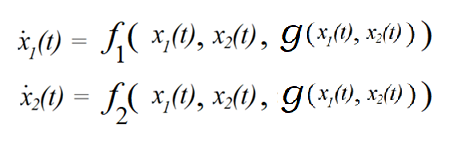 ẋ₁(t) = f₁( x₁(t), x₂(t), g(x₁(t), x₂(t)))
ẋ₂(t) = f₂( x₁(t), x₂(t), g(x₁(t), x₂(t)))